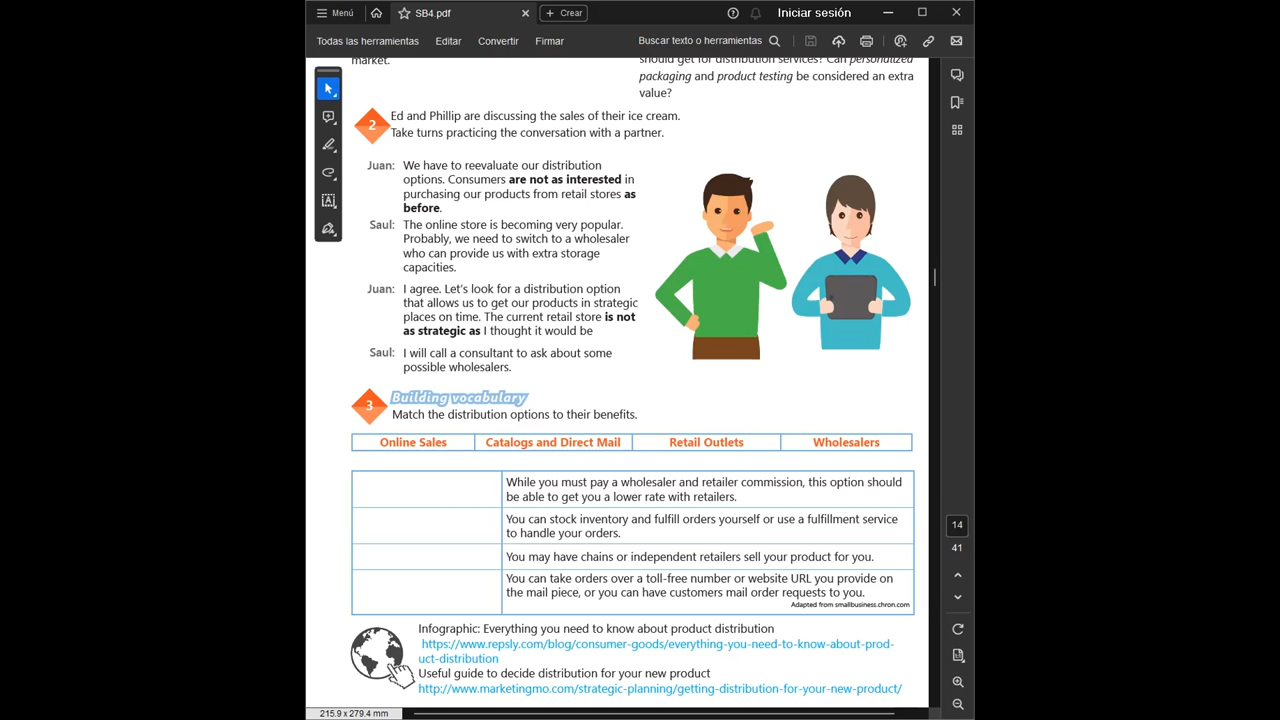 Menú
SB4.pdf
Crear
Iniciar sesión
Todas las herramientas
Editar
Convertir
Firmar
Buscar texto o herramientas
market.
should get for distribution services? Can personalized
packaging and product testing be considered an extra
value?
2
Ed and Phillip are discussing the sales of their ice cream.
Take turns practicing the conversation with a partner.
Juan: We have to reevaluate our distribution
options. Consumers are not as interested in
purchasing our products from retail stores as
before.
Saul: The online store is becoming very popular.
Probably, we need to switch to a wholesaler
who can provide us with extra storage
capacities.
Juan: I agree. Let's look for a distribution option
that allows us to get our products in strategic
places on time. The current retail store is not
as strategic as I thought it would be
Saul: I will call a consultant to ask about some
possible wholesalers.
3
Building vocabulary
Match the distribution options to their benefits.
Online Sales
Catalogs and Direct Mail
Retail Outlets
Wholesalers
While you must pay a wholesaler and retailer commission, this option should
be able to get you a lower rate with retailers.
You can stock inventory and fulfill orders yourself or use a fulfillment service
to handle your orders.
You may have chains or independent retailers sell your product for you.
You can take orders over a toll-free number or website URL you provide on
the mail piece, or you can have customers mail order requests to you.
Adapted from smallbusiness.chron.com
Infographic: Everything you need to know about product distribution
https://www.repsly.com/blog/consumer-goods/everything-you-need-to-know-about-prod-
uct-distribution
Useful guide to decide distribution for your new product
http://www.marketingmo.com/strategic-planning/getting-distribution-for-your-new-product/
14
41
215.9 x 279.4 mm